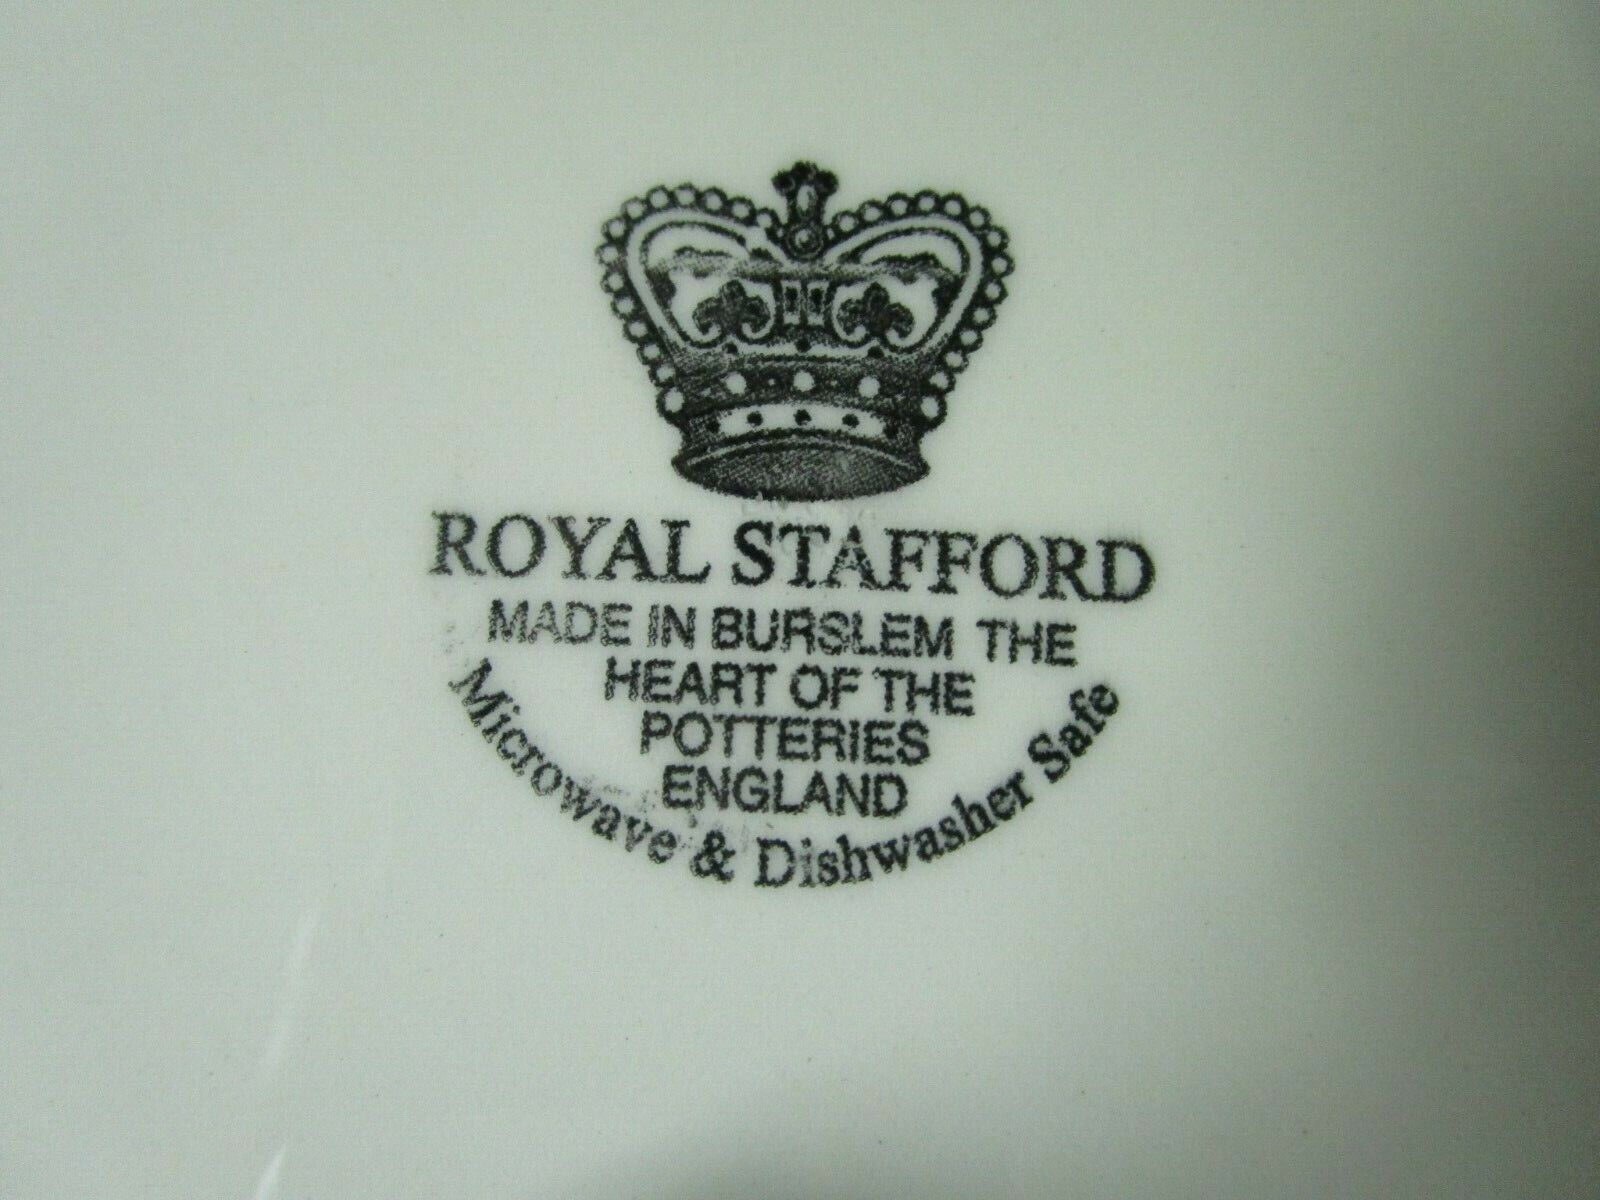 ROYAL STAFFORD
MADE IN BURSLEM THE
HEART OF THE
POTTERIES
ENGLAND
Microwave & Dishwasher Safe